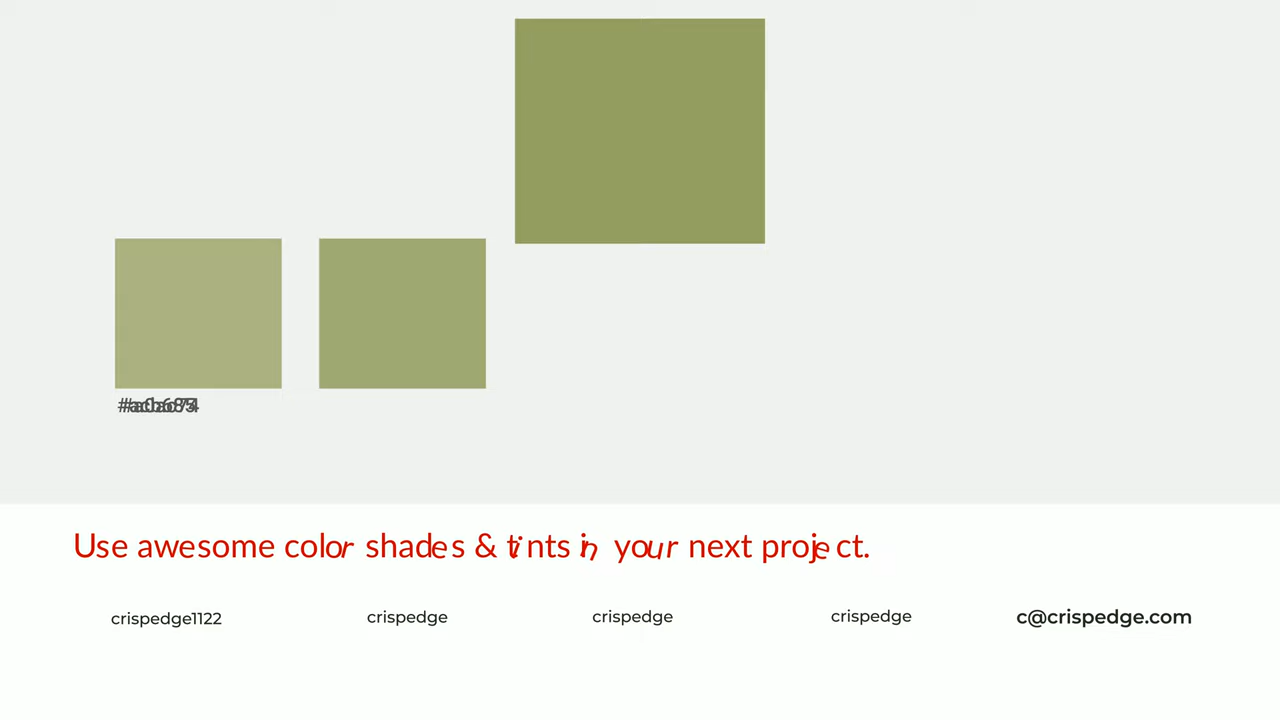 Use awesome color shades & tints in your next project.
crispedge1122 crispedge crispedge crispedge c@crispedge.com